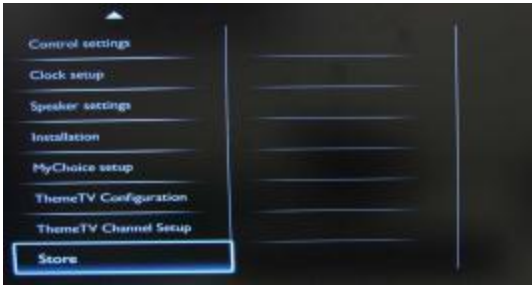 Control settings
Clock setup
Speaker settings
Installation
MyChoice setup
ThemeTV Configuration
ThemeTV Channel Setup
Store